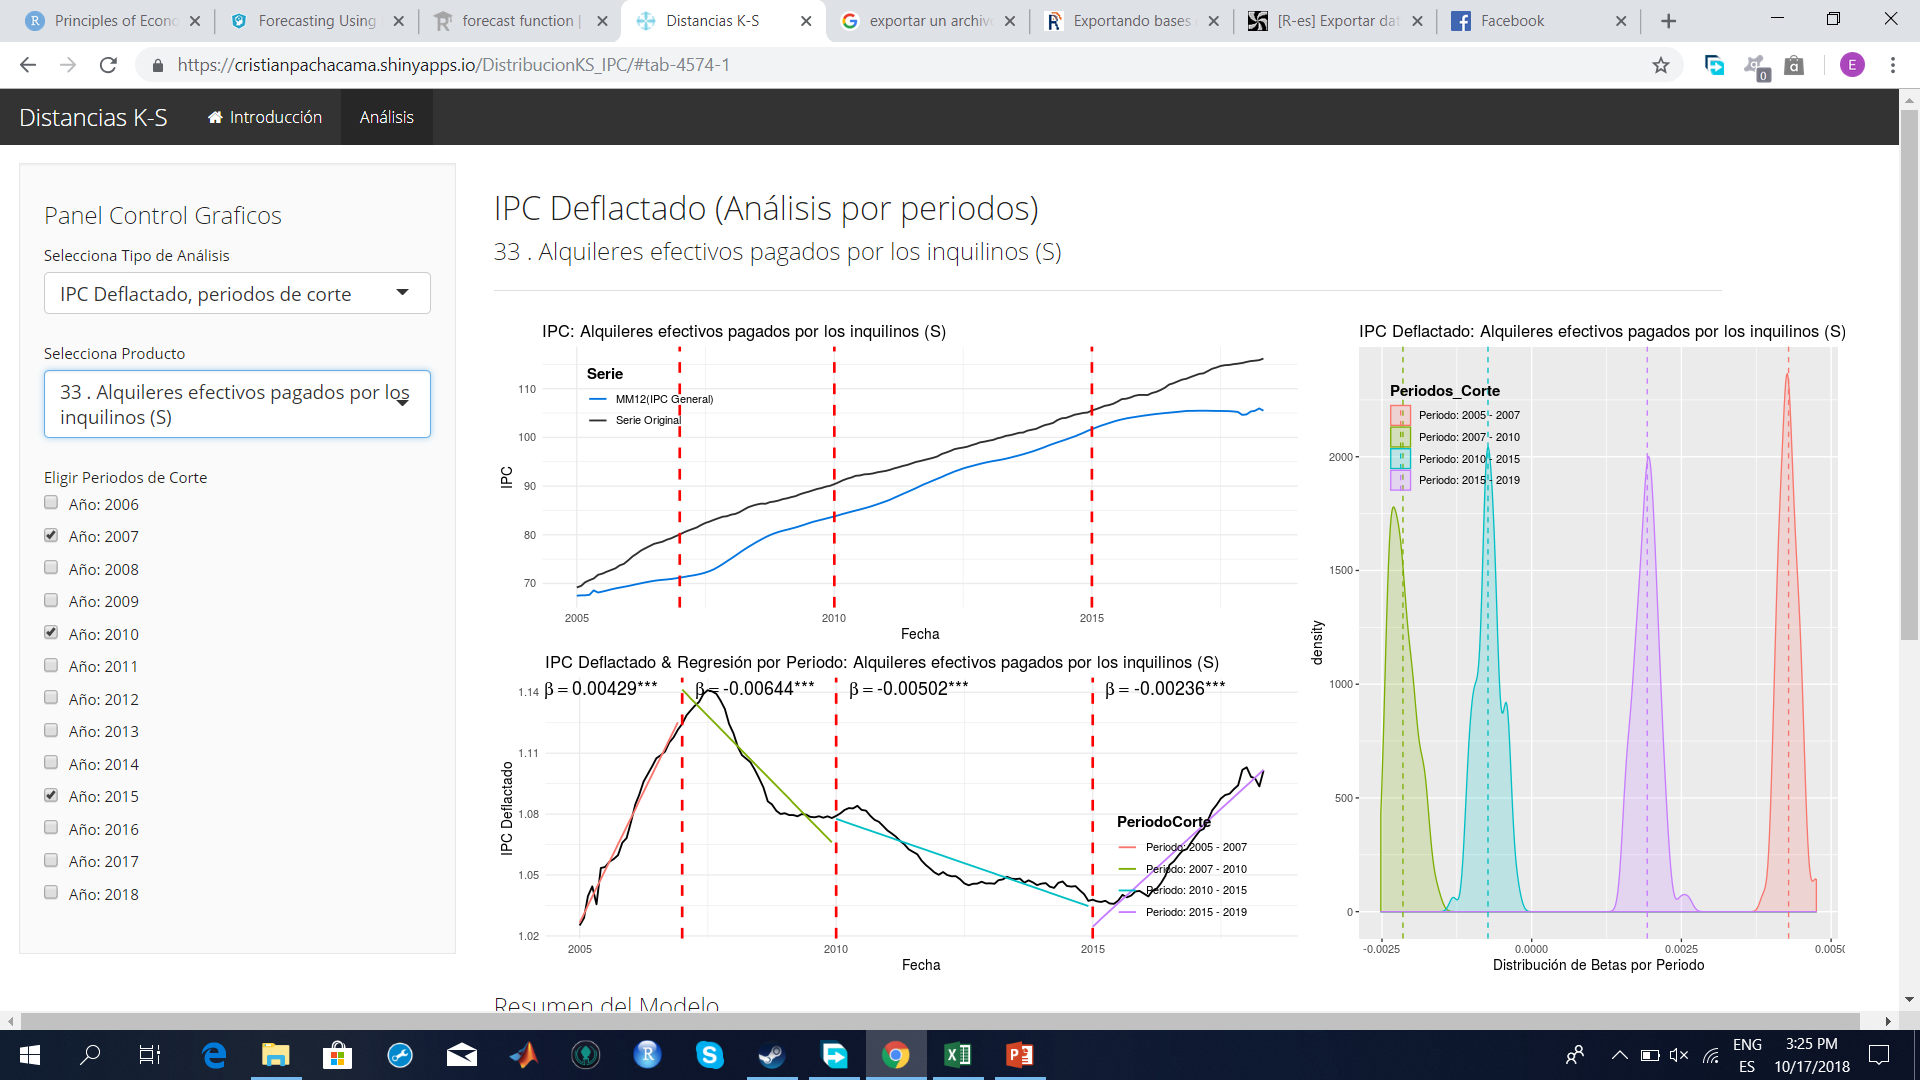 Principles of Econo
Forecasting Using
forecast function |
Distancias K-S
exportar un archivo
Exportando bases
[R-es] Exportar dat
Facebook
https://cristianpachacama.shinyapps.io/DistribucionKS_IPC/#tab-4574-1
0
E
Distancias K-S
Introducción
Análisis
Panel Control Graficos
Selecciona Tipo de Análisis
IPC Deflactado, periodos de corte
Selecciona Producto
33 . Alquileres efectivos pagados por los
inquilinos (S)
Eligir Periodos de Corte
Año: 2006
Año: 2007
Año: 2008
Año: 2009
Año: 2010
Año: 2011
Año: 2012
Año: 2013
Año: 2014
Año: 2015
Año: 2016
Año: 2017
Año: 2018
IPC Deflactado (Análisis por periodos)
33 . Alquileres efectivos pagados por los inquilinos (S)
IPC: Alquileres efectivos pagados por los inquilinos (S)
Serie
MM12(IPC General)
Serie Original
110
100
90
80
70
IPC
2005
2010
2015
Fecha
IPC Deflactado & Regresión por Periodo: Alquileres efectivos pagados por los inquilinos (S)
β = 0.00429***
β = -0.00644***
β = -0.00502***
β = -0.00236***
1.14
1.11
1.08
1.05
1.02
IPC Deflactado
PeriodoCorte
Periodo: 2005 - 2007
Periodo: 2007 - 2010
Periodo: 2010 - 2015
Periodo: 2015 - 2019
2005
2010
2015
Fecha
IPC Deflactado: Alquileres efectivos pagados por los inquilinos (S)
Periodos_Corte
Periodo: 2005 - 2007
Periodo: 2007 - 2010
Periodo: 2010 - 2015
Periodo: 2015 - 2019
2000
1500
1000
500
0
density
-0.0025
0.0000
0.0025
0.0050
Distribución de Betas por Periodo
Resumen del Modelo
ENG
ES
3:25 PM
10/17/2018